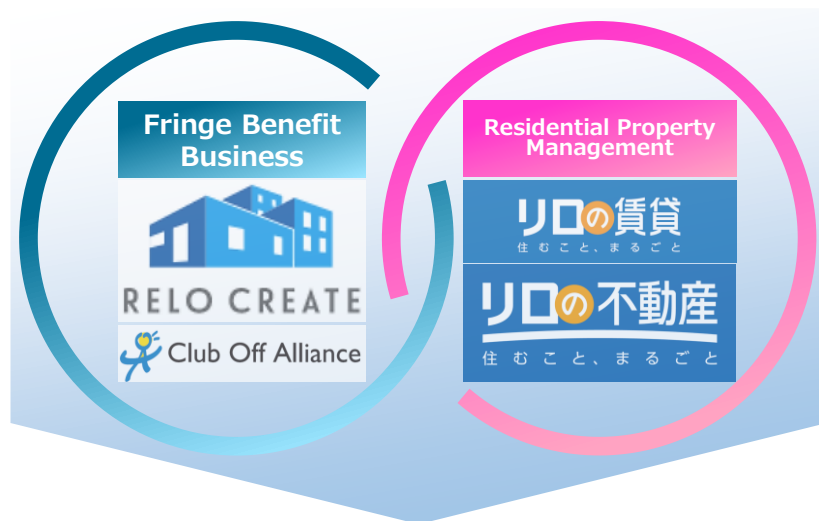 Fringe Benefit
Business
RELO CREATE
Club Off Alliance
Residential Property
Management
リロの賃貸
住むこと、まるごと
リロの不動産
住むこと、まるごと